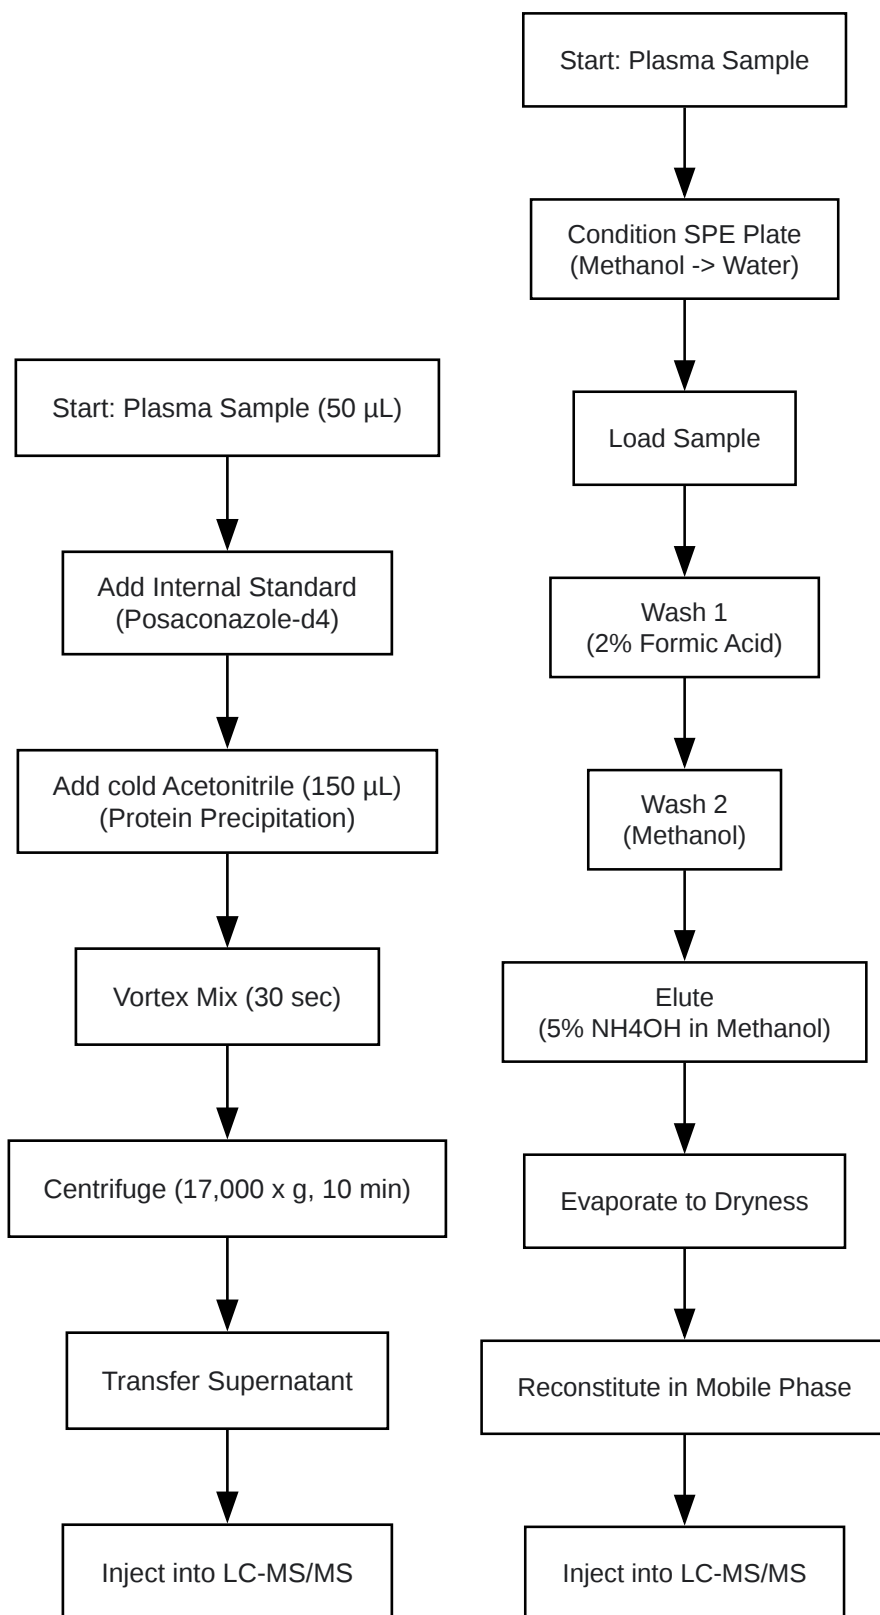 Start: Plasma Sample (50 µL)
Add Internal Standard
(Posaconazole-d4)
Add cold Acetonitrile (150 µL)
(Protein Precipitation)
Vortex Mix (30 sec)
Centrifuge (17,000 x g, 10 min)
Transfer Supernatant
Inject into LC-MS/MS
Start: Plasma Sample
Condition SPE Plate
(Methanol -> Water)
Load Sample
Wash 1
(2% Formic Acid)
Wash 2
(Methanol)
Elute
(5% NH4OH in Methanol)
Evaporate to Dryness
Reconstitute in Mobile Phase
Inject into LC-MS/MS